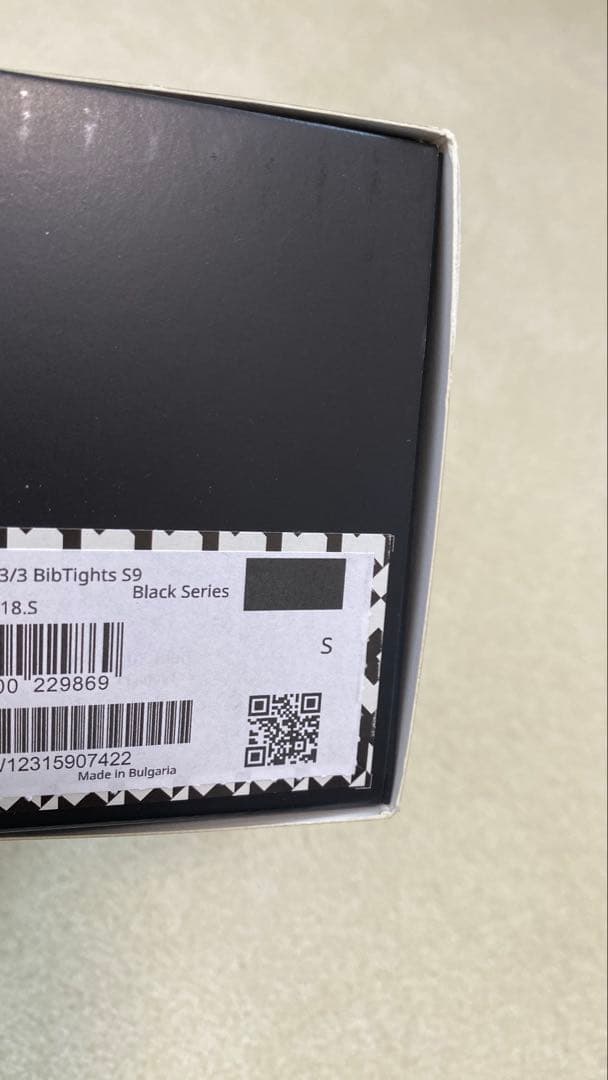 3/3 BibTights S9
Black Series
18.S
S
00 229869
/12315907422
Made in Bulgaria